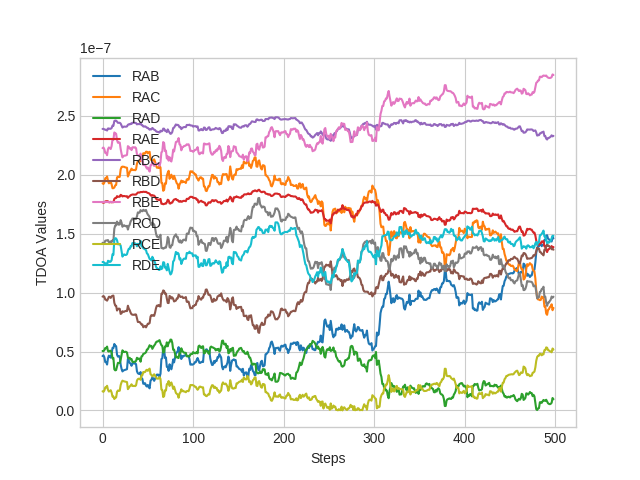 1e−7
RAB
RAC
RAD
RAE
RBC
RBD
RBE
RCD
RCE
RDE
2.5
2.0
1.5
1.0
0.5
0.0
TDOA Values
0 100 200 300 400 500
Steps